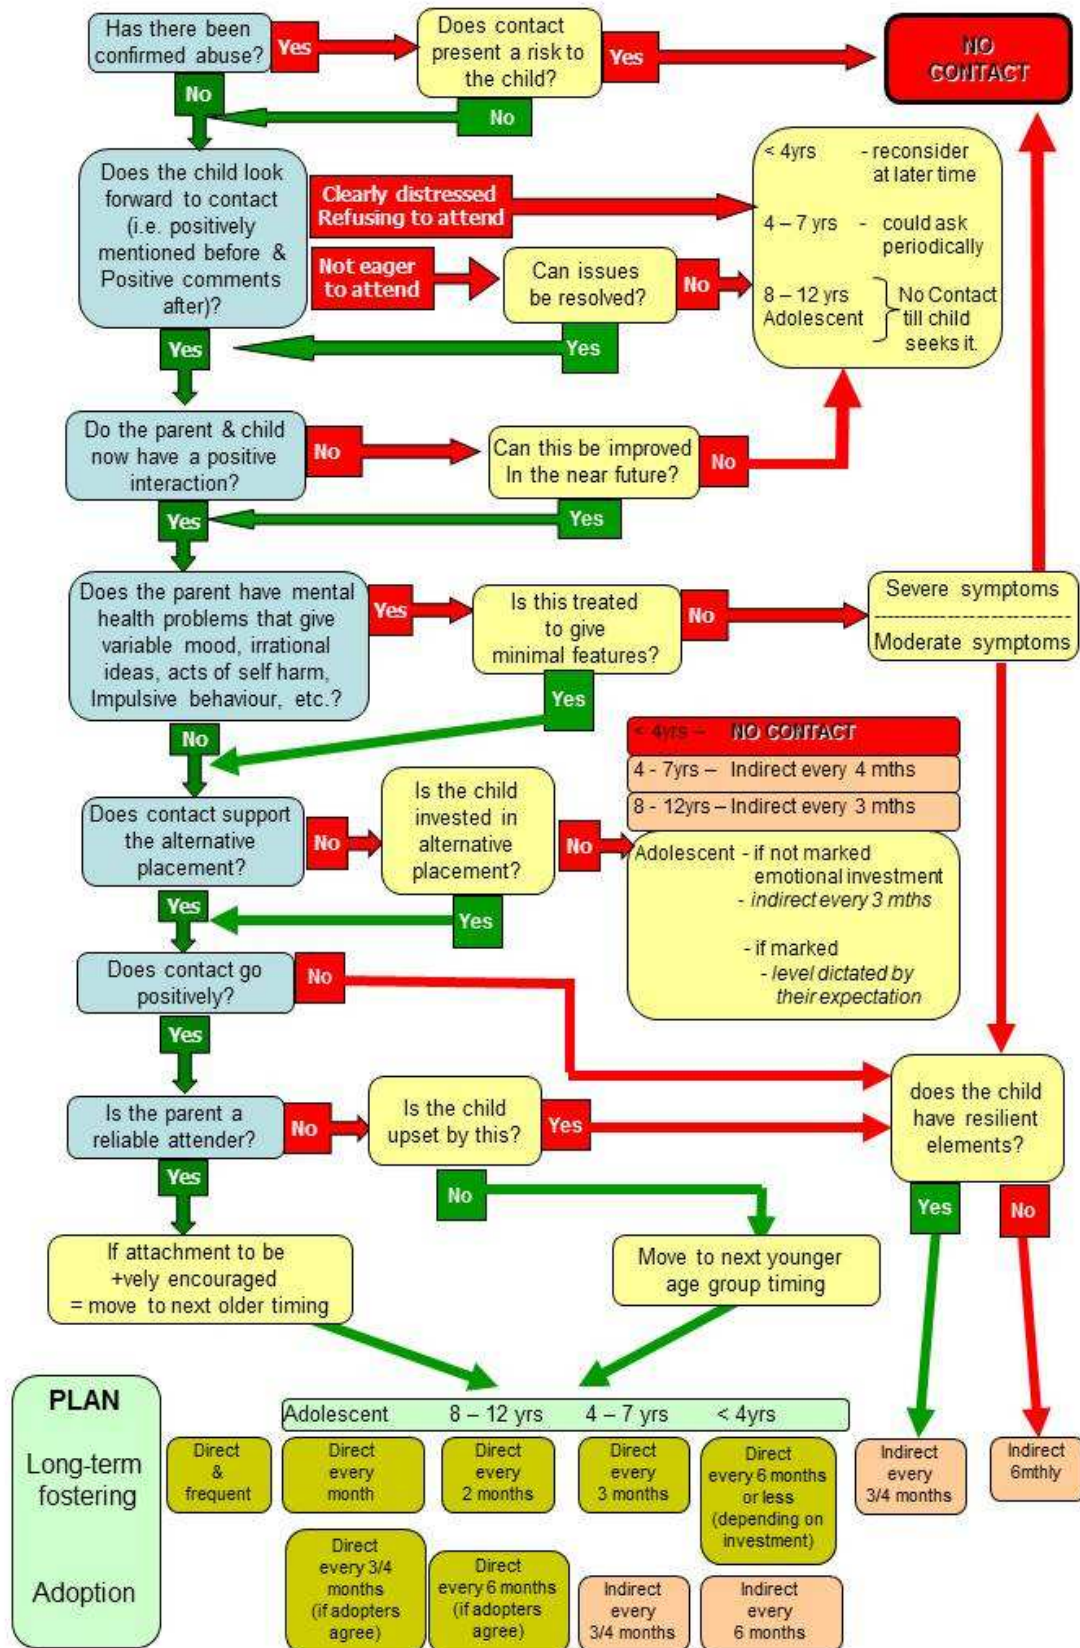 Has there been
confirmed abuse?
Yes
Does contact
present a risk to
the child?
Yes
NO
CONTACT
No
No
Does the child look
forward to contact
(i.e. positively
mentioned before &
Positive comments
after)?
Clearly distressed
Refusing to attend
Not eager
to attend
Can issues
be resolved?
No
< 4yrs - reconsider
at later time
4 – 7 yrs - could ask
periodically
8 – 12 yrs
Adolescent
No Contact
till child
seeks it.
Yes
Yes
Do the parent & child
now have a positive
interaction?
No
Can this be improved
In the near future?
No
Yes
Yes
Does the parent have mental
health problems that give
variable mood, irrational
ideas, acts of self harm,
Impulsive behaviour, etc.?
Yes
Is this treated
to give
minimal features?
No
Severe symptoms
Moderate symptoms
Yes
No
< 4yrs – NO CONTACT
4 - 7yrs – Indirect every 4 mths
8 - 12yrs – Indirect every 3 mths
Adolescent - if not marked
emotional investment
- indirect every 3 mths
- if marked
- level dictated by
their expectation
Does contact support
the alternative
placement?
No
Is the child
invested in
alternative
placement?
No
Yes
Yes
Does contact go
positively?
No
Yes
Is the parent a
reliable attender?
No
Is the child
upset by this?
Yes
does the child
have resilient
elements?
Yes
No
Yes
No
If attachment to be
+vely encouraged
= move to next older timing
Move to next younger
age group timing
PLAN
Adolescent 8 – 12 yrs 4 – 7 yrs < 4yrs
Long-term
fostering
Direct
&
frequent
Direct
every
month
Direct
every
2 months
Direct
every
3 months
Direct
every 6 months
or less
(depending on
investment)
Indirect
every
3/4 months
Indirect
6mthly
Adoption
Direct
every 3/4
months
(if adopters
agree)
Direct
every 6 months
(if adopters
agree)
Indirect
every
3/4 months
Indirect
every
6 months